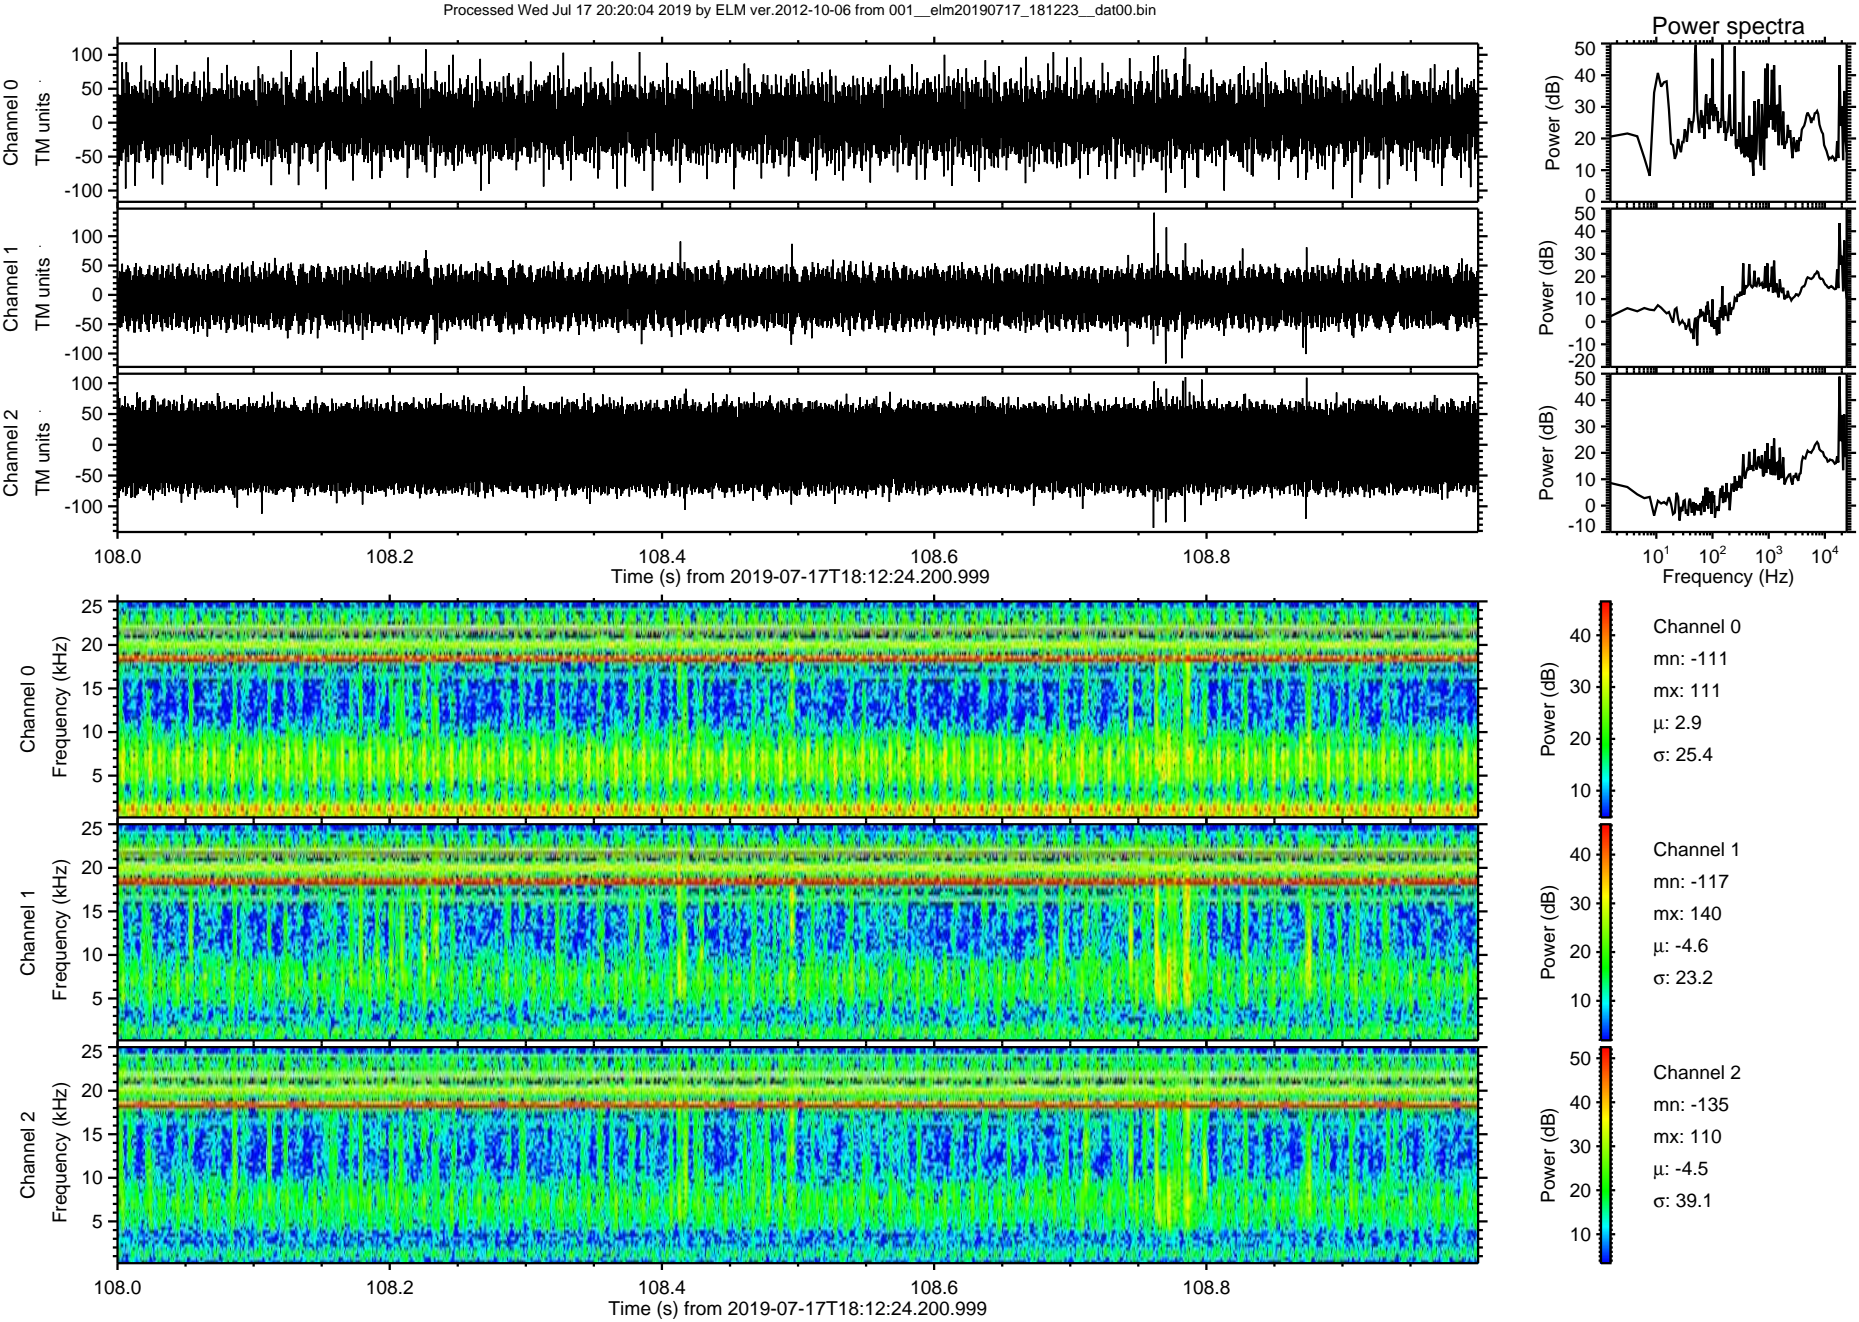 Processed Wed Jul 17 20:20:04 2019 by ELM ver.2012-10-06 from 001__elm20190717_181223__dat00.bin
Power spectra
Channel 0
TM units
100
50
0
-50
-100
Power (dB)
50
40
30
20
10
0
Channel 1
TM units
100
50
0
-50
-100
Power (dB)
50
40
30
20
10
0
-10
-20
Channel 2
TM units
100
50
0
-50
-100
Power (dB)
50
40
30
20
10
0
-10
108.0 108.2 108.4 108.6 108.8
Time (s) from 2019-07-17T18:12:24.200.999
10^1 10^2 10^3 10^4
Frequency (Hz)
Channel 0
Frequency (kHz)
25
20
15
10
5
Power (dB)
40
30
20
10
Channel 0
mn: -111
mx: 111
μ: 2.9
σ: 25.4
Channel 1
Frequency (kHz)
25
20
15
10
5
Power (dB)
40
30
20
10
Channel 1
mn: -117
mx: 140
μ: -4.6
σ: 23.2
Channel 2
Frequency (kHz)
25
20
15
10
5
Power (dB)
50
40
30
20
10
Channel 2
mn: -135
mx: 110
μ: -4.5
σ: 39.1
108.0 108.2 108.4 108.6 108.8
Time (s) from 2019-07-17T18:12:24.200.999